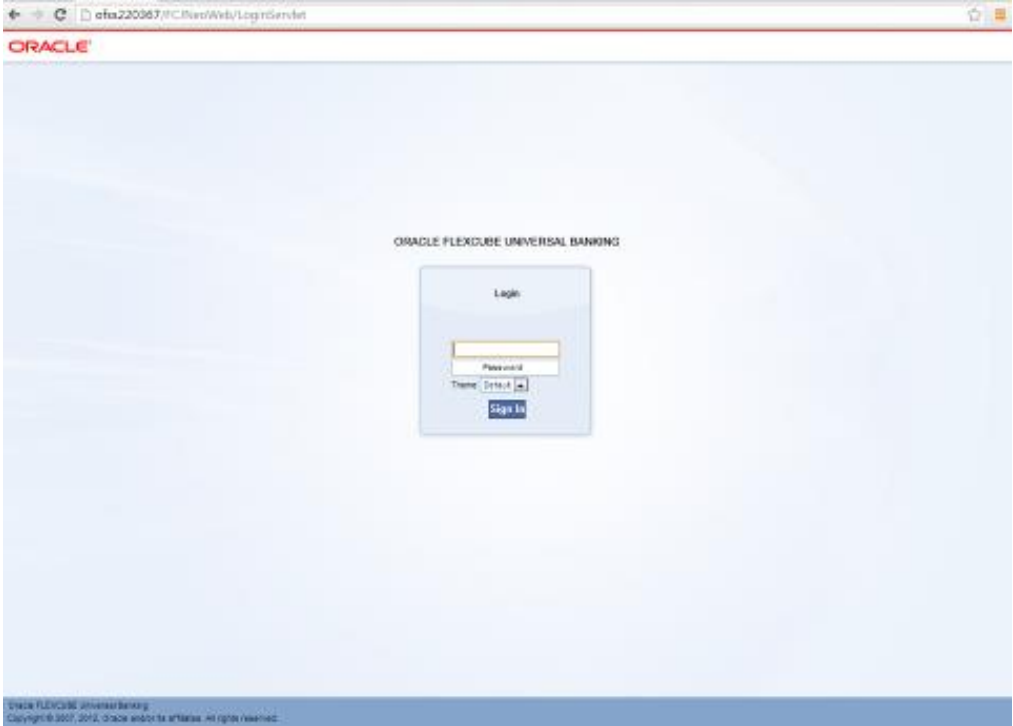 ofss220367/FCJNeoWeb/LoginServlet
ORACLE
ORACLE FLEXCUBE UNIVERSAL BANKING
Login
Password
Theme Default
Sign In
Oracle FLEXCUBE Universal Banking
Copyright © 2007, 2012, Oracle and/or its affiliates. All rights reserved.